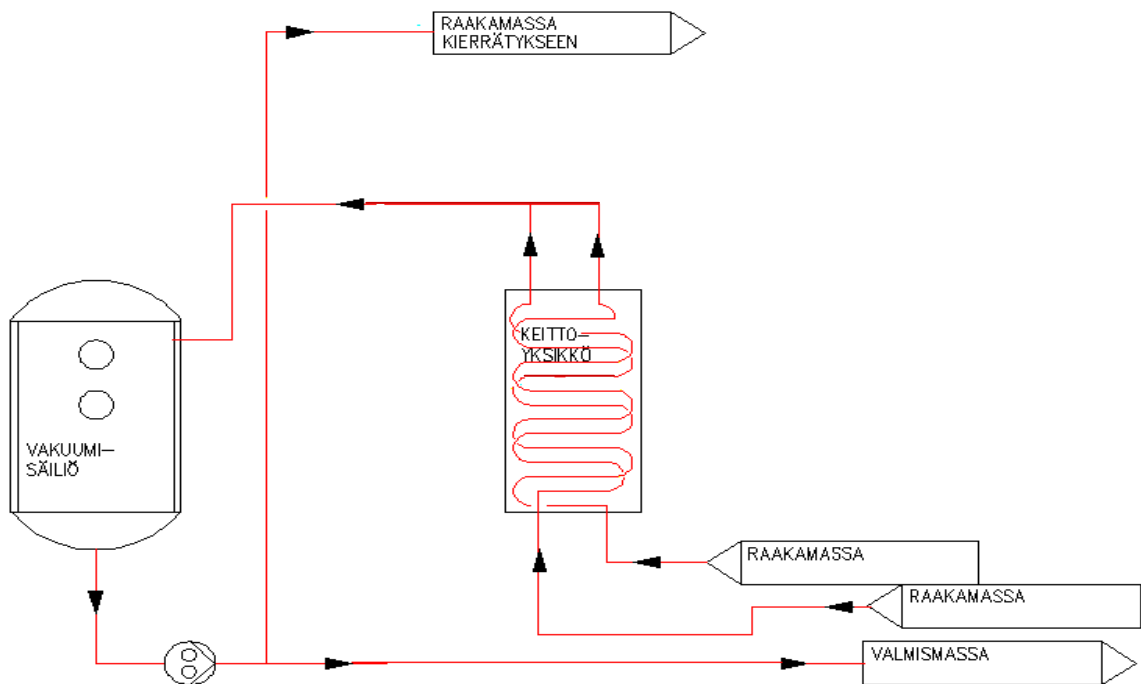 RAAKAMASSA
KIERRÄTYKSEEN
KEITTO-
YKSIKKÖ
VAKUUMI-
SÄILIÖ
RAAKAMASSA
RAAKAMASSA
VALMISMASSA